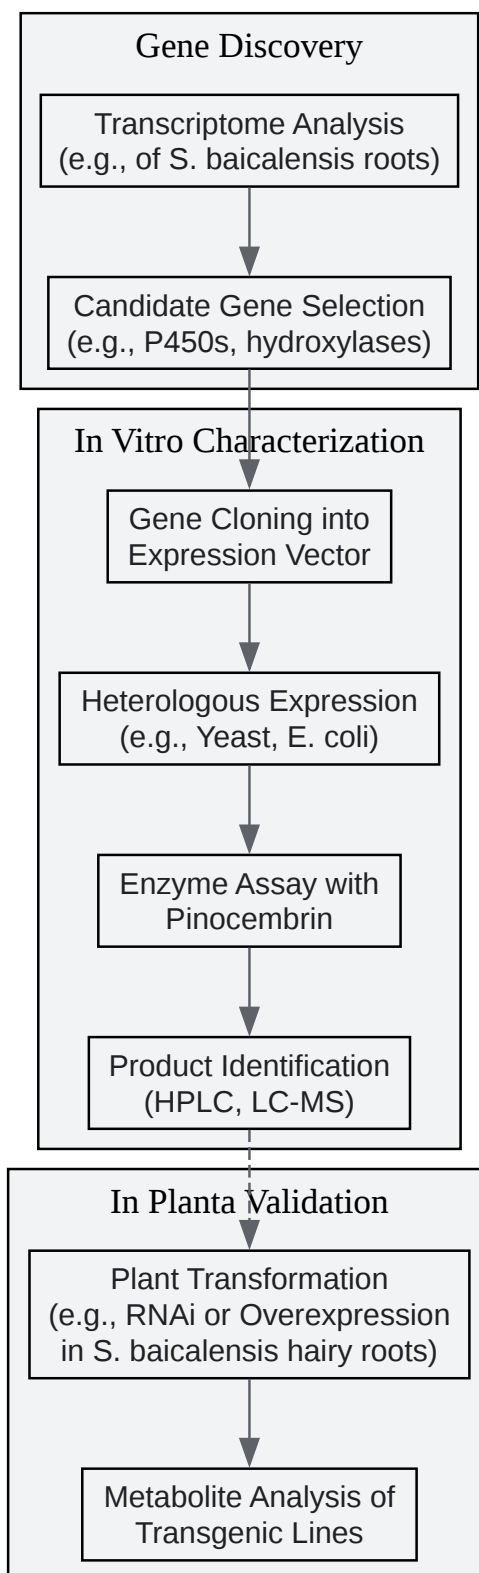 Gene Discovery
Transcriptome Analysis
(e.g., of S. baicalensis roots)
Candidate Gene Selection
(e.g., P450s, hydroxylases)
In Vitro Characterization
Gene Cloning into
Expression Vector
Heterologous Expression
(e.g., Yeast, E. coli)
Enzyme Assay with
Pinocembrin
Product Identification
(HPLC, LC-MS)
In Planta Validation
Plant Transformation
(e.g., RNAi or Overexpression
in S. baicalensis hairy roots)
Metabolite Analysis of
Transgenic Lines